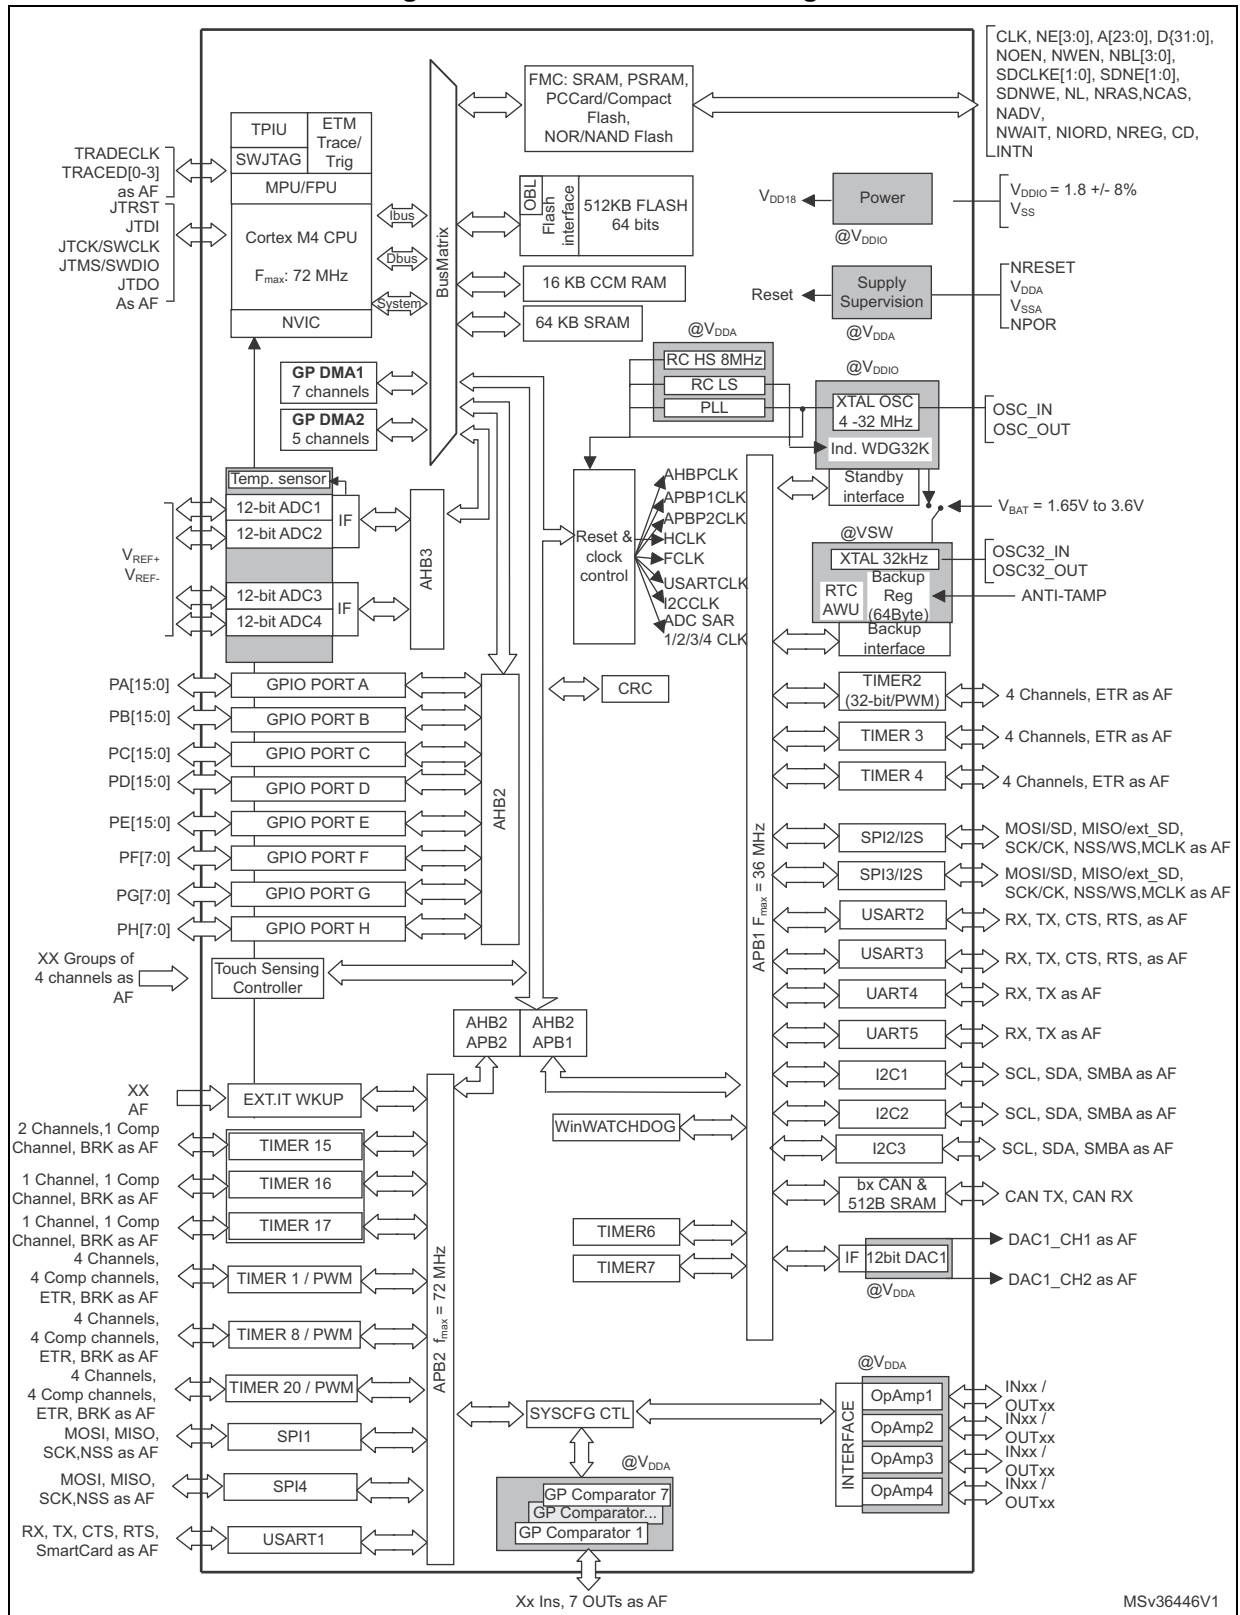 CLK, NE[3:0], A[23:0], D{31:0],
NOEN, NWEN, NBL[3:0],
SDCLKE[1:0], SDNE[1:0],
SDNWE, NL, NRAS,NCAS,
NADV,
NWAIT, NIORD, NREG, CD,
INTN
FMC: SRAM, PSRAM,
PCCard/Compact
Flash,
NOR/NAND Flash
TPIU
ETM
Trace/
Trig
SWJTAG
MPU/FPU
Cortex M4 CPU
Fmax: 72 MHz
NVIC
TRADECLK
TRACED[0-3]
as AF
JTRST
JTDI
JTCK/SWCLK
JTMS/SWDIO
JTDO
As AF
Ibus
Dbus
System
BusMatrix
OBL
Flash
interface
512KB FLASH
64 bits
16 KB CCM RAM
64 KB SRAM
VDD18
Power
@VDDIO
VDDIO = 1.8 +/- 8%
VSS
Reset
Supply
Supervision
@VDDA
NRESET
VDDA
VSSA
NPOR
GP DMA1
7 channels
GP DMA2
5 channels
@VDDA
RC HS 8MHz
RC LS
PLL
@VDDIO
XTAL OSC
4 -32 MHz
Ind. WDG32K
OSC_IN
OSC_OUT
Standby
interface
VBAT = 1.65V to 3.6V
@VSW
XTAL 32kHz
OSC32_IN
OSC32_OUT
RTC
AWU
Backup
Reg
(64Byte)
ANTI-TAMP
Backup
interface
Temp. sensor
12-bit ADC1
12-bit ADC2
IF
VREF+
VREF-
12-bit ADC3
12-bit ADC4
IF
AHB3
Reset &
clock
control
AHBPCLK
APBP1CLK
APBP2CLK
HCLK
FCLK
USARTCLK
I2CCLK
ADC SAR
1/2/3/4 CLK
CRC
PA[15:0]
GPIO PORT A
PB[15:0]
GPIO PORT B
PC[15:0]
GPIO PORT C
PD[15:0]
GPIO PORT D
PE[15:0]
GPIO PORT E
PF[7:0]
GPIO PORT F
PG[7:0]
GPIO PORT G
PH[7:0]
GPIO PORT H
AHB2
XX Groups of
4 channels as
AF
Touch Sensing
Controller
AHB2
APB2
AHB2
APB1
APB1 Fmax = 36 MHz
TIMER2
(32-bit/PWM)
4 Channels, ETR as AF
TIMER 3
4 Channels, ETR as AF
TIMER 4
4 Channels, ETR as AF
SPI2/I2S
MOSI/SD, MISO/ext_SD,
SCK/CK, NSS/WS,MCLK as AF
SPI3/I2S
MOSI/SD, MISO/ext_SD,
SCK/CK, NSS/WS,MCLK as AF
USART2
RX, TX, CTS, RTS, as AF
USART3
RX, TX, CTS, RTS, as AF
UART4
RX, TX as AF
UART5
RX, TX as AF
I2C1
SCL, SDA, SMBA as AF
I2C2
SCL, SDA, SMBA as AF
I2C3
SCL, SDA, SMBA as AF
bx CAN &
512B SRAM
CAN TX, CAN RX
IF
12bit DAC1
@VDDA
DAC1_CH1 as AF
DAC1_CH2 as AF
WinWATCHDOG
TIMER6
TIMER7
XX
AF
EXT.IT WKUP
2 Channels,1 Comp
Channel, BRK as AF
TIMER 15
1 Channel, 1 Comp
Channel, BRK as AF
TIMER 16
1 Channel, 1 Comp
Channel, BRK as AF
TIMER 17
4 Channels,
4 Comp channels,
ETR, BRK as AF
TIMER 1 / PWM
4 Channels,
4 Comp channels,
ETR, BRK as AF
TIMER 8 / PWM
4 Channels,
4 Comp channels,
ETR, BRK as AF
TIMER 20 / PWM
MOSI, MISO,
SCK,NSS as AF
SPI1
MOSI, MISO,
SCK,NSS as AF
SPI4
RX, TX, CTS, RTS,
SmartCard as AF
USART1
APB2 fmax = 72 MHz
SYSCFG CTL
@VDDA
GP Comparator 7
GP Comparator...
GP Comparator 1
Xx Ins, 7 OUTs as AF
@VDDA
INTERFACE
OpAmp1
INxx /
OUTxx
OpAmp2
INxx /
OUTxx
OpAmp3
INxx /
OUTxx
OpAmp4
INxx /
OUTxx
MSv36446V1